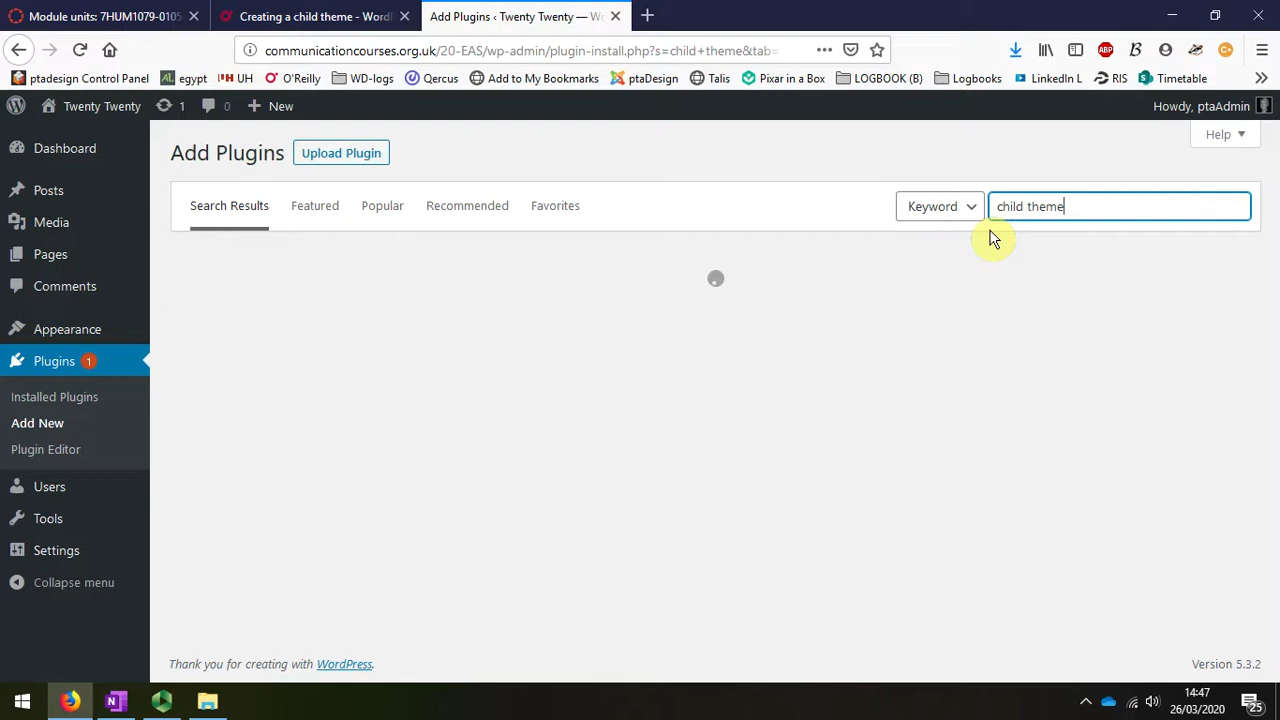 Module units: 7HUM1079-0105
Creating a child theme - WordP
Add Plugins ‹ Twenty Twenty — Wo
communicationcourses.org.uk/20-EAS/wp-admin/plugin-install.php?s=child+theme&tab=
ptadesign Control Panel
egypt
UH
O'Reilly
WD-logs
Qercus
Add to My Bookmarks
ptaDesign
Talis
Pixar in a Box
LOGBOOK (B)
Logbooks
LinkedIn L
RIS
Timetable
Twenty Twenty
1
0
New
Howdy, ptaAdmin
Help
Add Plugins
Upload Plugin
Search Results
Featured
Popular
Recommended
Favorites
Keyword
child theme
Dashboard
Posts
Media
Pages
Comments
Appearance
Plugins 1
Installed Plugins
Add New
Plugin Editor
Users
Tools
Settings
Collapse menu
Thank you for creating with WordPress.
Version 5.3.2
14:47
26/03/2020
25